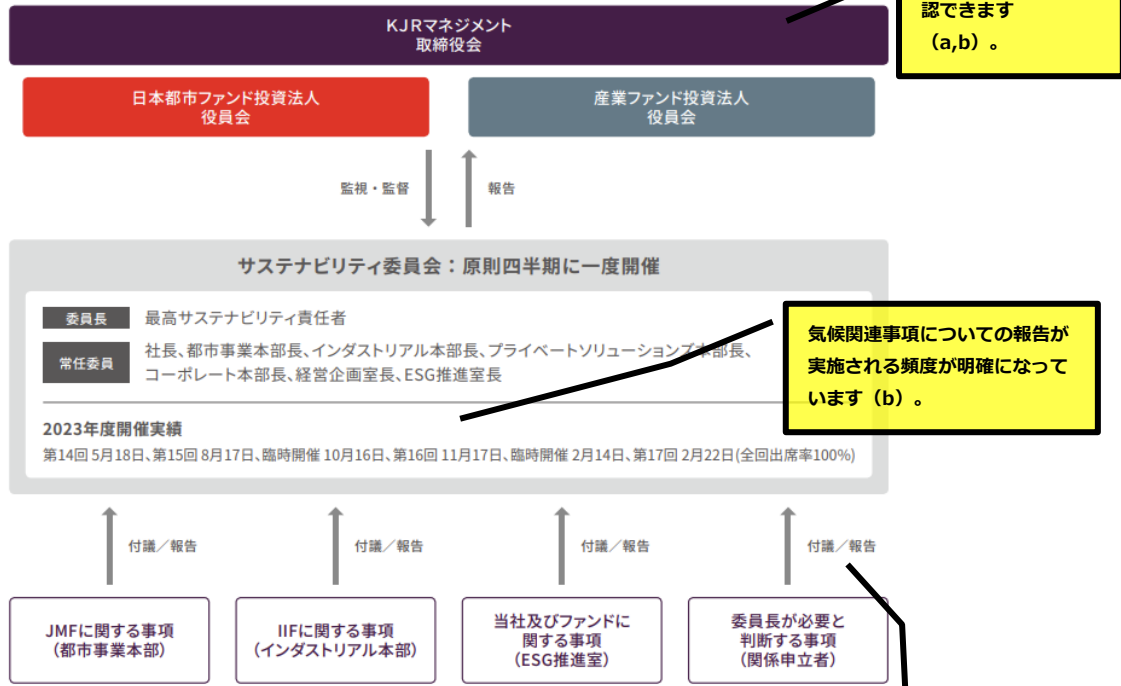 認できます
（a,b）。
KJRマネジメント
取締役会
日本都市ファンド投資法人
役員会
産業ファンド投資法人
役員会
監視・監督
報告
サステナビリティ委員会：原則四半期に一度開催
委員長
最高サステナビリティ責任者
常任委員
社長、都市事業本部長、インダストリアル本部長、プライベートソリューションズ本部長、
コーポレート本部長、経営企画室長、ESG推進室長
気候関連事項についての報告が
実施される頻度が明確になって
います（b）。
2023年度開催実績
第14回 5月18日、第15回 8月17日、臨時開催 10月16日、第16回 11月17日、臨時開催 2月14日、第17回 2月22日(全回出席率100%)
付議／報告
付議／報告
付議／報告
付議／報告
JMFに関する事項
（都市事業本部）
IIFに関する事項
（インダストリアル本部）
当社及びファンドに
関する事項
（ESG推進室）
委員長が必要と
判断する事項
（関係申立者）